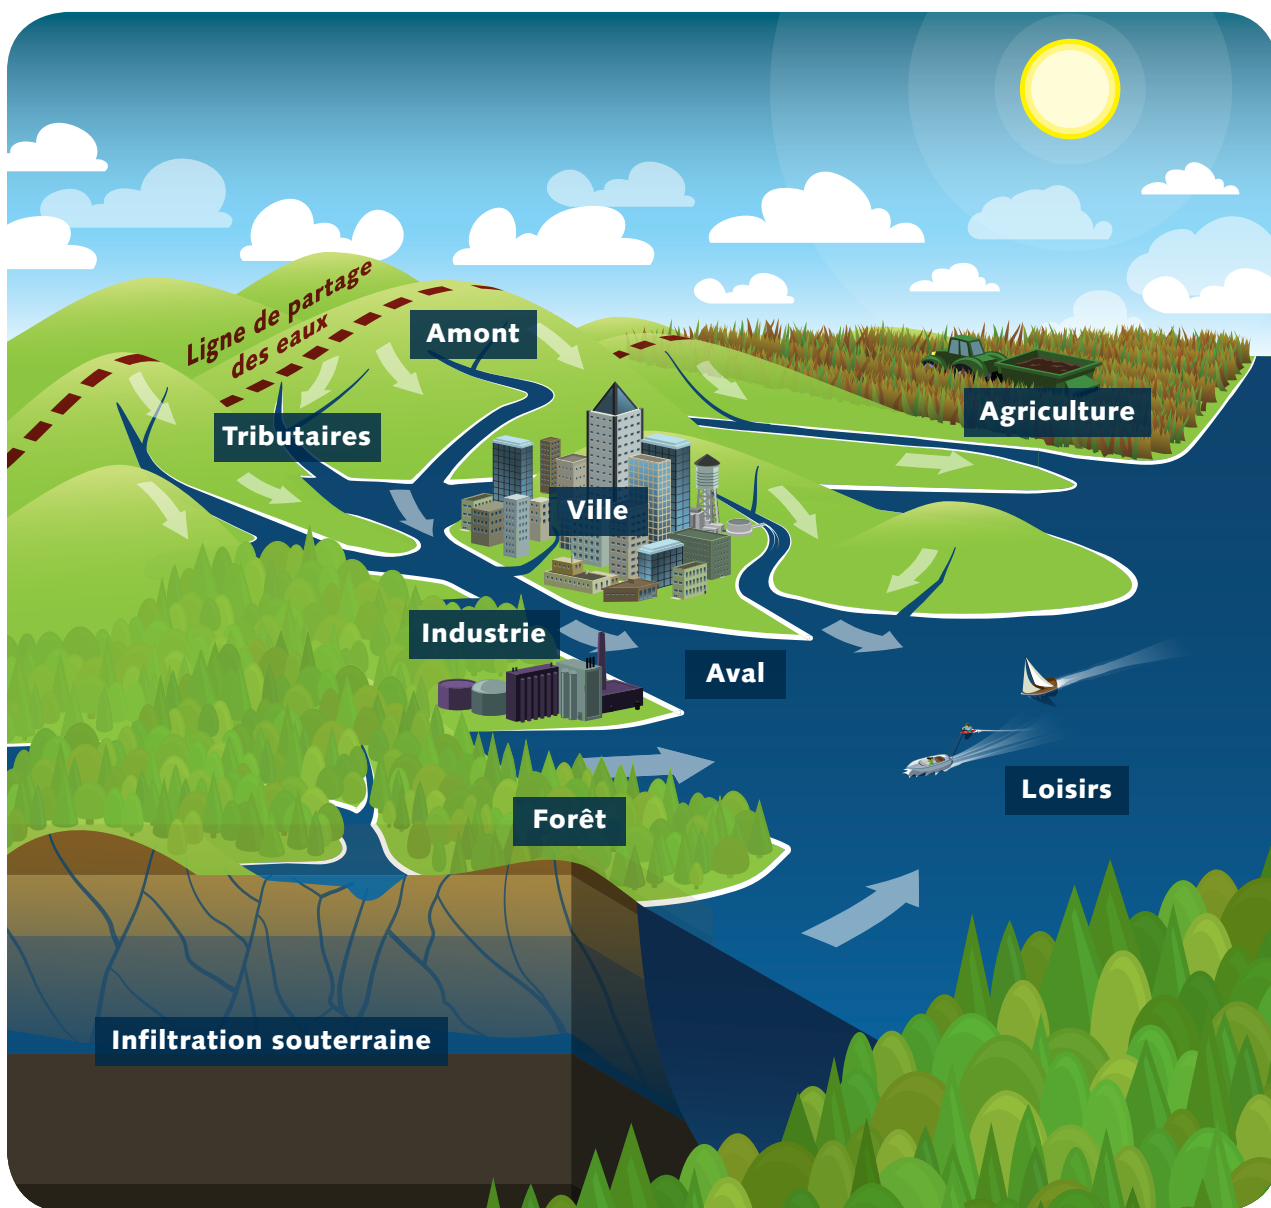 Ligne de partage
des eaux
Amont
Tributaires
Agriculture
Ville
Industrie
Aval
Loisirs
Forêt
Infiltration souterraine